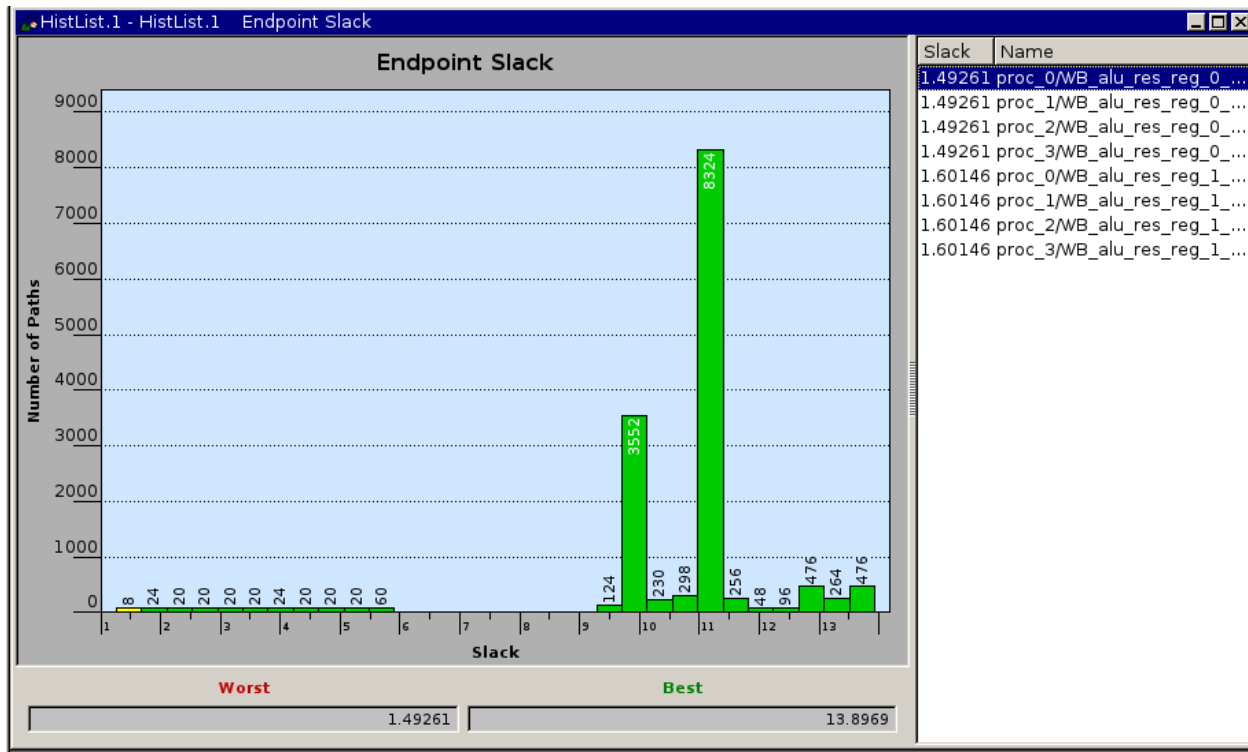 HistList.1 - HistList.1 Endpoint Slack
Endpoint Slack
Number of Paths
9000
8000
7000
6000
5000
4000
3000
2000
1000
0
8
24
20
20
20
20
24
20
20
20
60
124
3552
230
298
8324
256
48
96
476
264
476
1 2 3 4 5 6 7 8 9 10 11 12 13
Slack
Worst Best
1.49261 13.8969
Slack Name
1.49261 proc_0/WB_alu_res_reg_0_...
1.49261 proc_1/WB_alu_res_reg_0_...
1.49261 proc_2/WB_alu_res_reg_0_...
1.49261 proc_3/WB_alu_res_reg_0_...
1.60146 proc_0/WB_alu_res_reg_1_...
1.60146 proc_1/WB_alu_res_reg_1_...
1.60146 proc_2/WB_alu_res_reg_1_...
1.60146 proc_3/WB_alu_res_reg_1_...